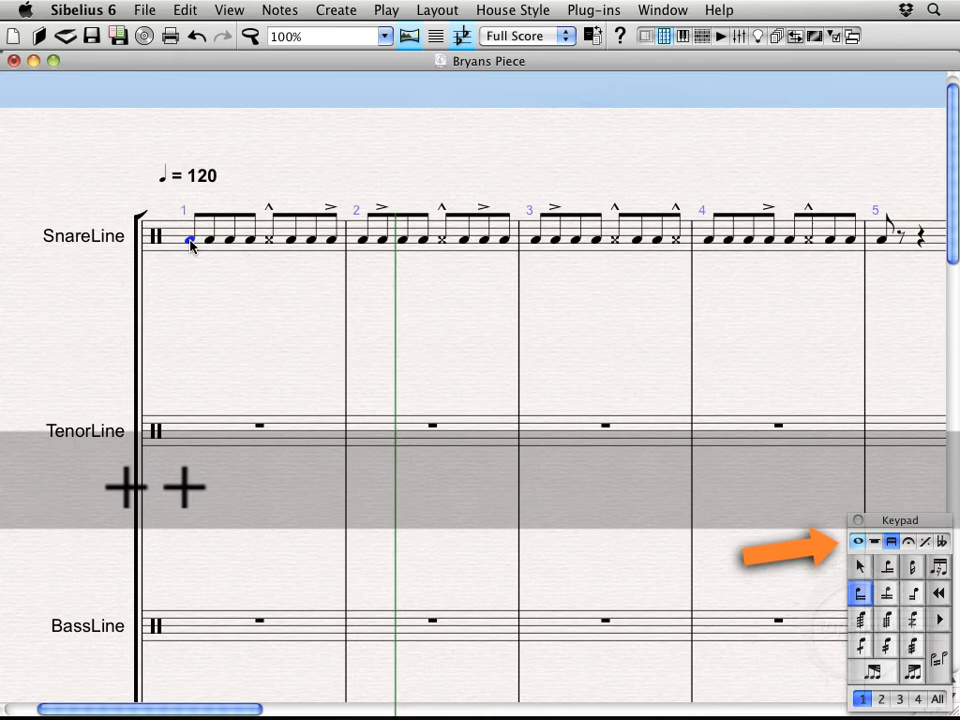 Sibelius 6 File Edit View Notes Create Play Layout House Style Plug-ins Window Help
100% Full Score ?
Bryans Piece
= 120
1 2 3 4 5
SnareLine
TenorLine
++
Keypad
BassLine
1 2 3 4 All